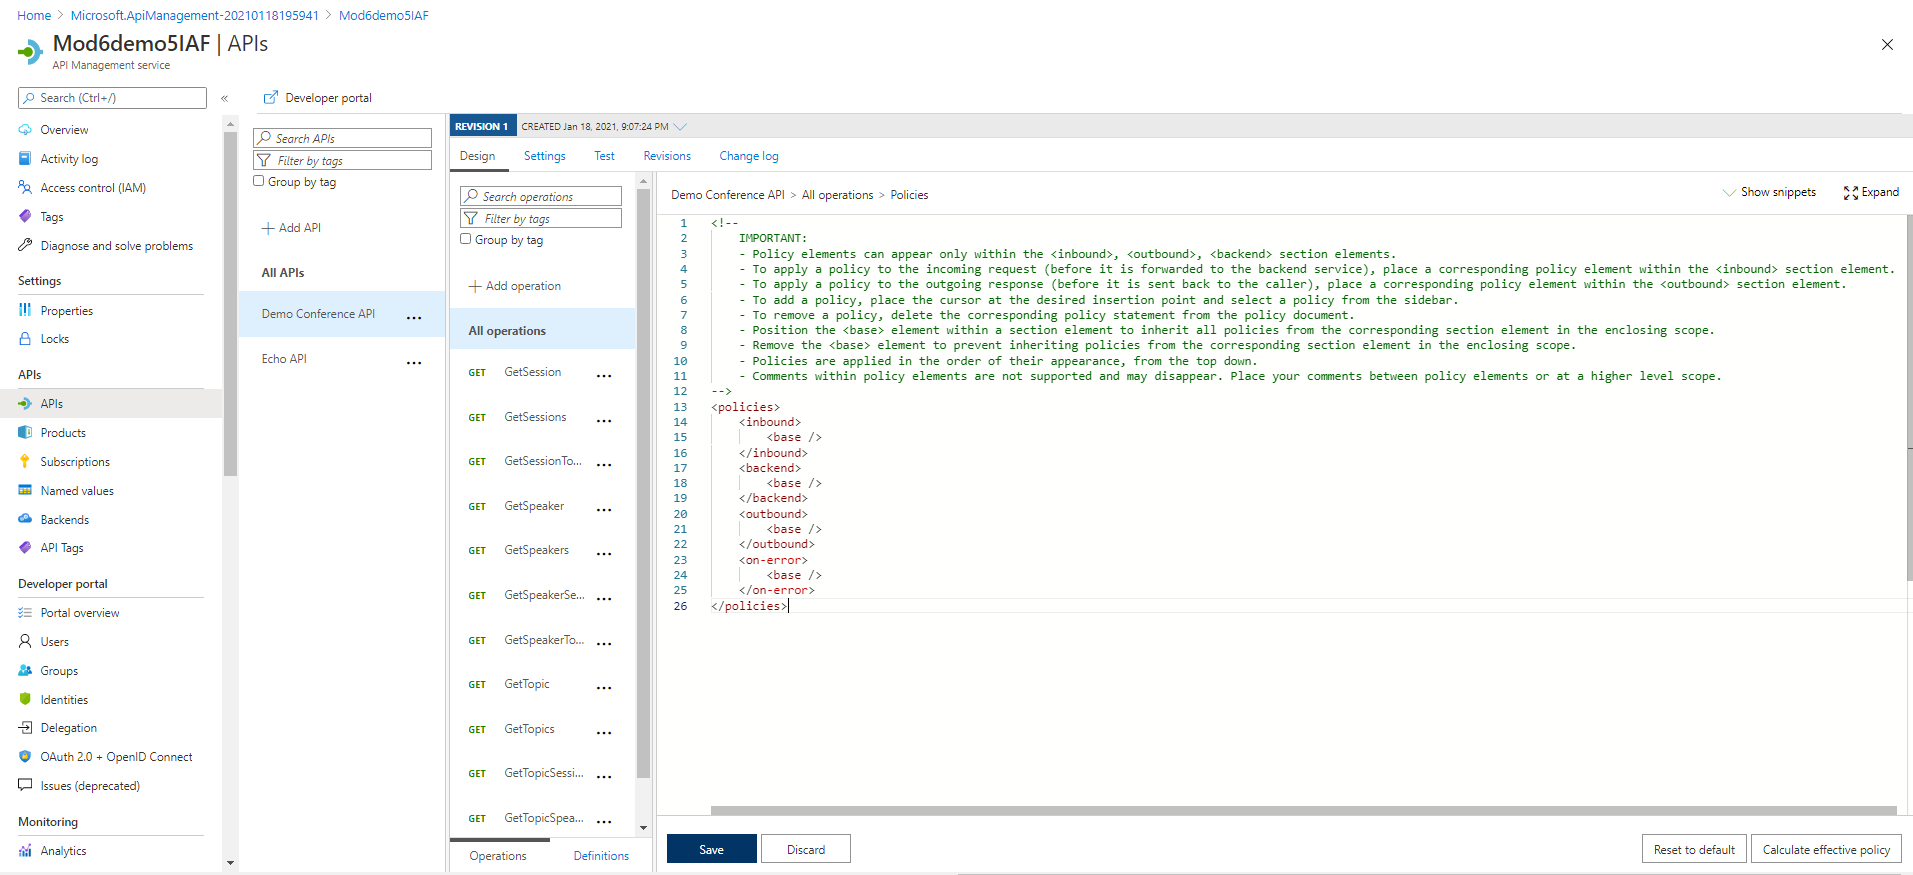 Home > Microsoft.ApiManagement-20210118195941 > Mod6demo5IAF
Mod6demo5IAF | APIs
API Management service
Search (Ctrl+/)
«
Overview
Activity log
Access control (IAM)
Tags
Diagnose and solve problems
Settings
Properties
Locks
APIs
APIs
Products
Subscriptions
Named values
Backends
API Tags
Developer portal
Portal overview
Users
Groups
Identities
Delegation
OAuth 2.0 + OpenID Connect
Issues (deprecated)
Monitoring
Analytics
Developer portal
Search APIs
Filter by tags
Group by tag
+ Add API
All APIs
Demo Conference API ...
Echo API ...
REVISION 1 CREATED Jan 18, 2021, 9:07:24 PM
Design Settings Test Revisions Change log
Search operations
Filter by tags
Group by tag
+ Add operation
All operations
GET GetSession ...
GET GetSessions ...
GET GetSessionTo... ...
GET GetSpeaker ...
GET GetSpeakers ...
GET GetSpeakerSe... ...
GET GetSpeakerTo... ...
GET GetTopic ...
GET GetTopics ...
GET GetTopicSessi... ...
GET GetTopicSpea... ...
Operations Definitions
Demo Conference API > All operations > Policies
Show snippets Expand
1 <!--
2 IMPORTANT:
3 - Policy elements can appear only within the <inbound>, <outbound>, <backend> section elements.
4 - To apply a policy to the incoming request (before it is forwarded to the backend service), place a corresponding policy element within the <inbound> section element.
5 - To apply a policy to the outgoing response (before it is sent back to the caller), place a corresponding policy element within the <outbound> section element.
6 - To add a policy, place the cursor at the desired insertion point and select a policy from the sidebar.
7 - To remove a policy, delete the corresponding policy statement from the policy document.
8 - Position the <base> element within a section element to inherit all policies from the corresponding section element in the enclosing scope.
9 - Remove the <base> element to prevent inheriting policies from the corresponding section element in the enclosing scope.
10 - Policies are applied in the order of their appearance, from the top down.
11 - Comments within policy elements are not supported and may disappear. Place your comments between policy elements or at a higher level scope.
12 -->
13 <policies>
14 <inbound>
15 <base />
16 </inbound>
17 <backend>
18 <base />
19 </backend>
20 <outbound>
21 <base />
22 </outbound>
23 <on-error>
24 <base />
25 </on-error>
26 </policies>
Save Discard Reset to default Calculate effective policy